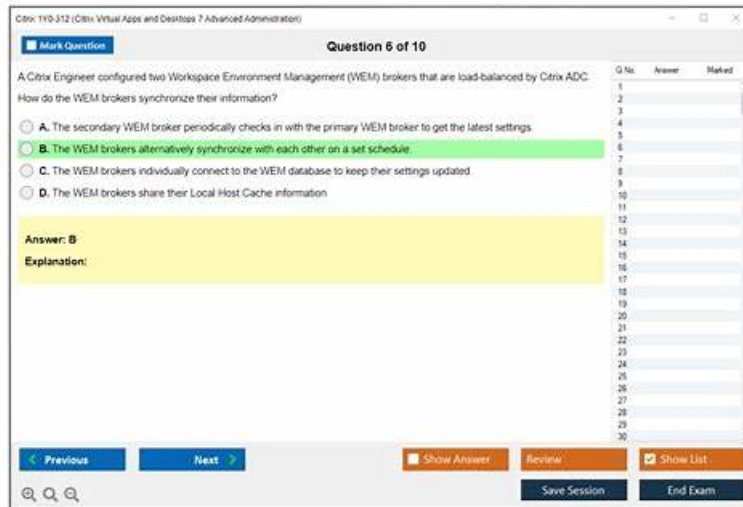 Citrix 1Y0-312 (Citrix Virtual Apps and Desktops 7 Advanced Administration)
Mark Question
Question 6 of 10
Q No. Answer Marked
A Citrix Engineer configured two Workspace Environment Management (WEM) brokers that are load-balanced by Citrix ADC.
How do the WEM brokers synchronize their information?
A. The secondary WEM broker periodically checks in with the primary WEM broker to get the latest settings.
B. The WEM brokers alternatively synchronize with each other on a set schedule.
C. The WEM brokers individually connect to the WEM database to keep their settings updated.
D. The WEM brokers share their Local Host Cache information
Answer: B
Explanation:
1
2
3
4
5
6
7
8
9
10
11
12
13
14
15
16
17
18
19
20
21
22
23
24
25
26
27
28
29
30
Previous
Next
Show Answer
Review
Show List
Save Session
End Exam